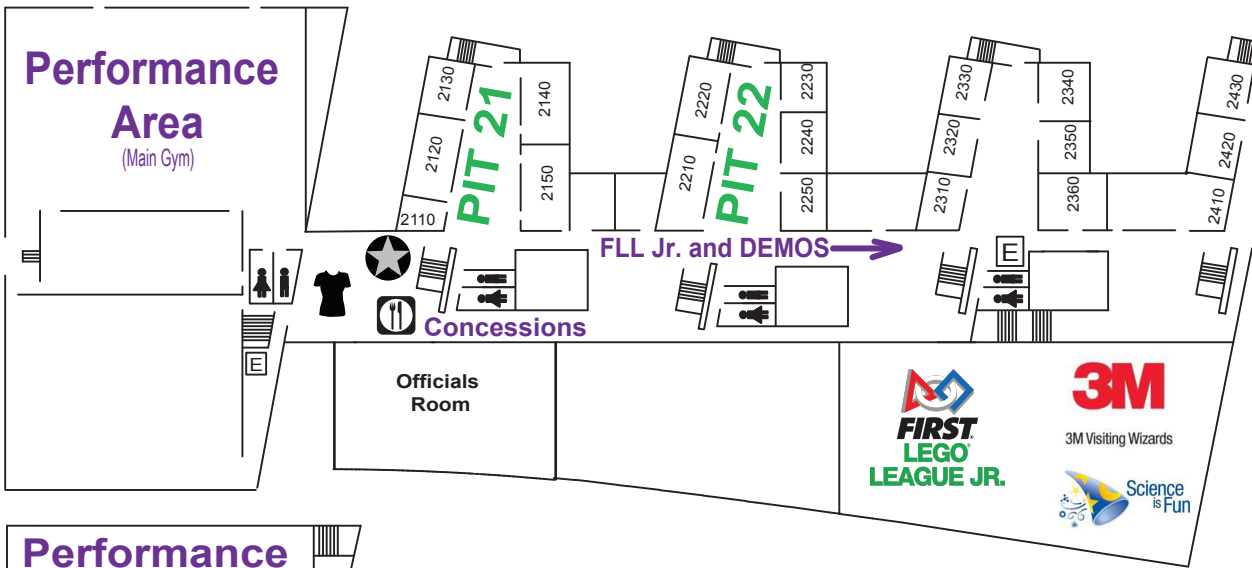 Performance
Area
(Main Gym)
2130
2140
2120
2150
2110
PIT 21
2220
2230
2210
2240
2250
PIT 22
2330
2340
2320
2350
2310
2360
2430
2420
2410
FLL Jr. and DEMOS
E
Concessions
E
Officials
Room
FIRST
LEGO
LEAGUE JR.
3M
3M Visiting Wizards
Science
is Fun
Performance